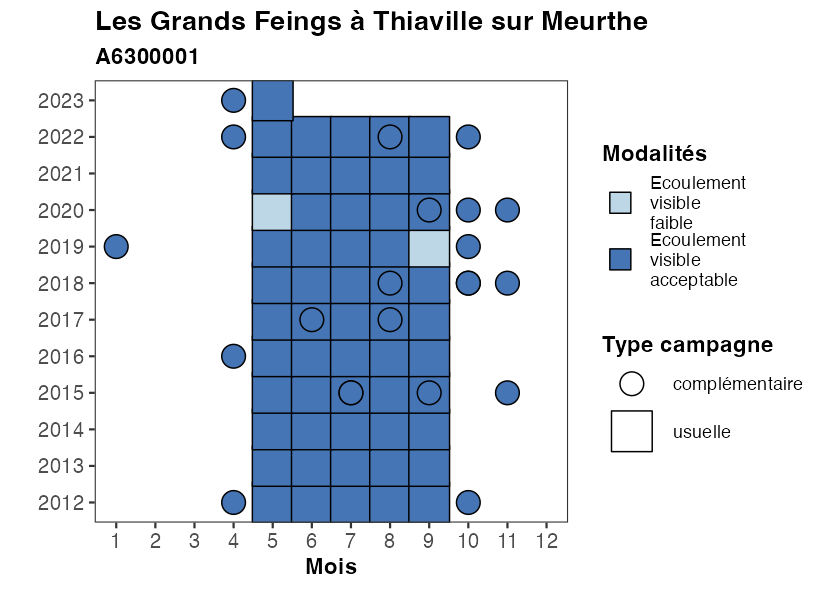 Les Grands Feings à Thiaville sur Meurthe
A6300001
2023
2022
2021
2020
2019
2018
2017
2016
2015
2014
2013
2012
1 2 3 4 5 6 7 8 9 10 11 12
Mois
Modalités
Ecoulement
visible
faible
Ecoulement
visible
acceptable
Type campagne
complémentaire
usuelle